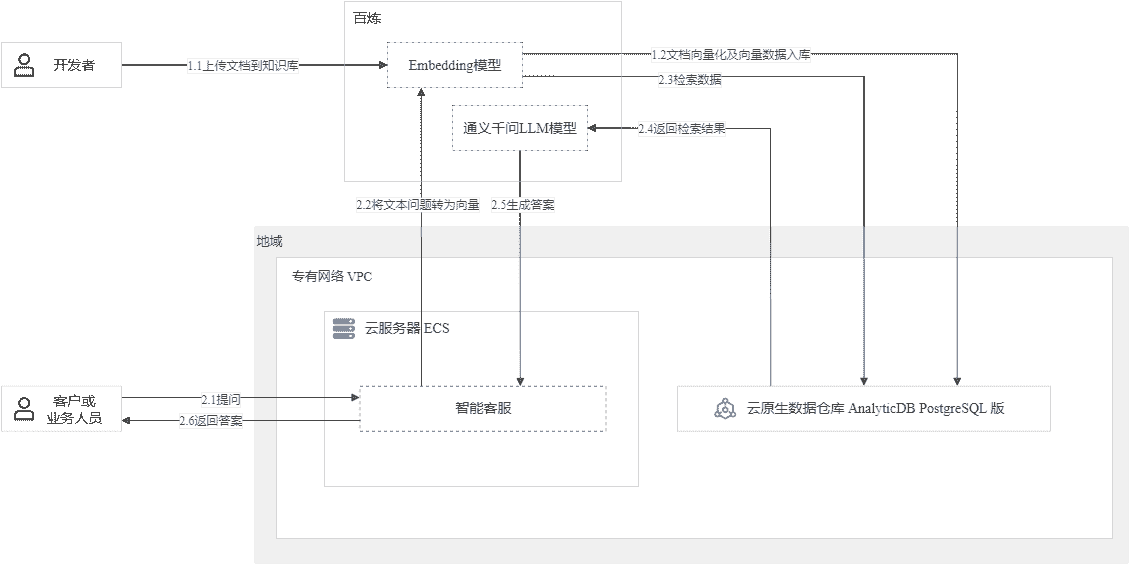 百炼
开发者
1.1上传文档到知识库
Embedding模型
1.2文档向量化及向量数据入库
2.3检索数据
通义千问LLM模型
2.4返回检索结果
2.2将文本问题转为向量
2.5生成答案
地域
专有网络 VPC
云服务器 ECS
客户或
业务人员
2.1提问
2.6返回答案
智能客服
云原生数据仓库 AnalyticDB PostgreSQL 版